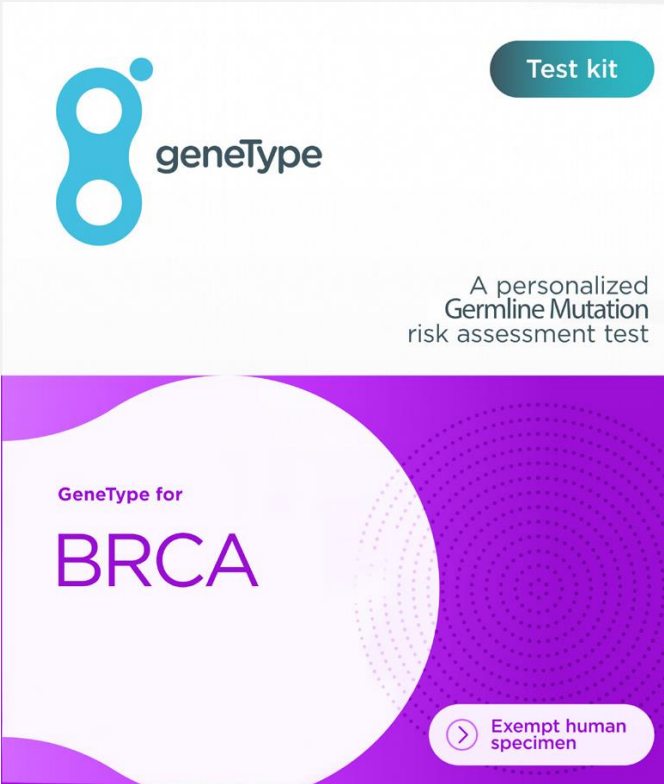 Test kit
geneType
A personalized
Germline Mutation
risk assessment test
GeneType for
BRCA
Exempt human
specimen